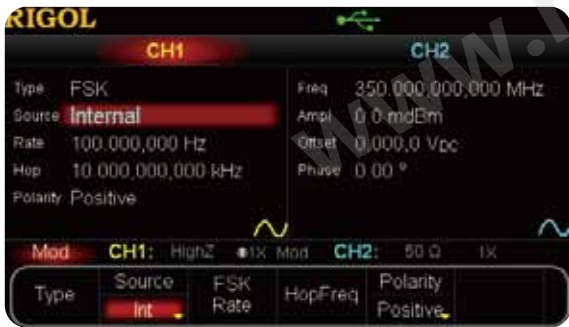 RIGOL
CH1 CH2
Type FSK
Source Internal
Rate 100.000,000 Hz
Hop 10.000,000,000 kHz
Polarity Positive
Freq 350.000,000,000 MHz
Ampl 0.0 mdBm
Offset 0.000,0 VDC
Phase 0.00 °
Mod CH1: HighZ 1X Mod CH2: 50 Ω 1X
Type
Source
Int
FSK
Rate
HopFreq
Polarity
Positive